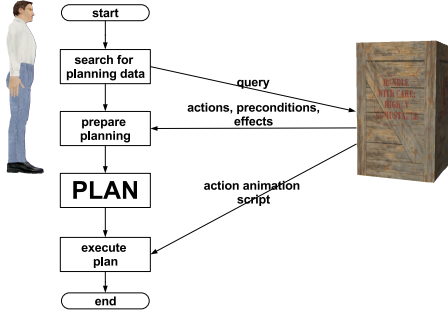 start
search for
planning data
query
actions, preconditions,
effects
prepare
planning
PLAN
action animation
script
execute
plan
end